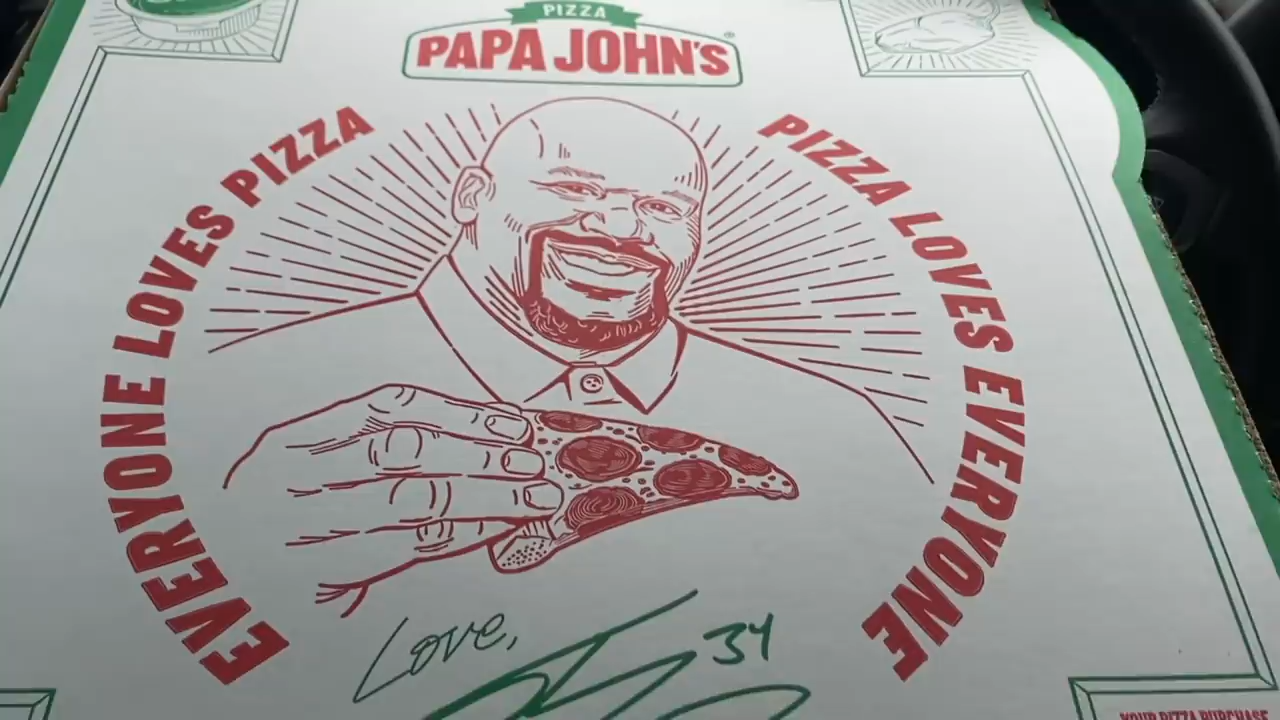 PIZZA
PAPA JOHN'S®
EVERYONE LOVES PIZZA
PIZZA LOVES EVERYONE
Love,
34
YOUR PIZZA PURCHASE